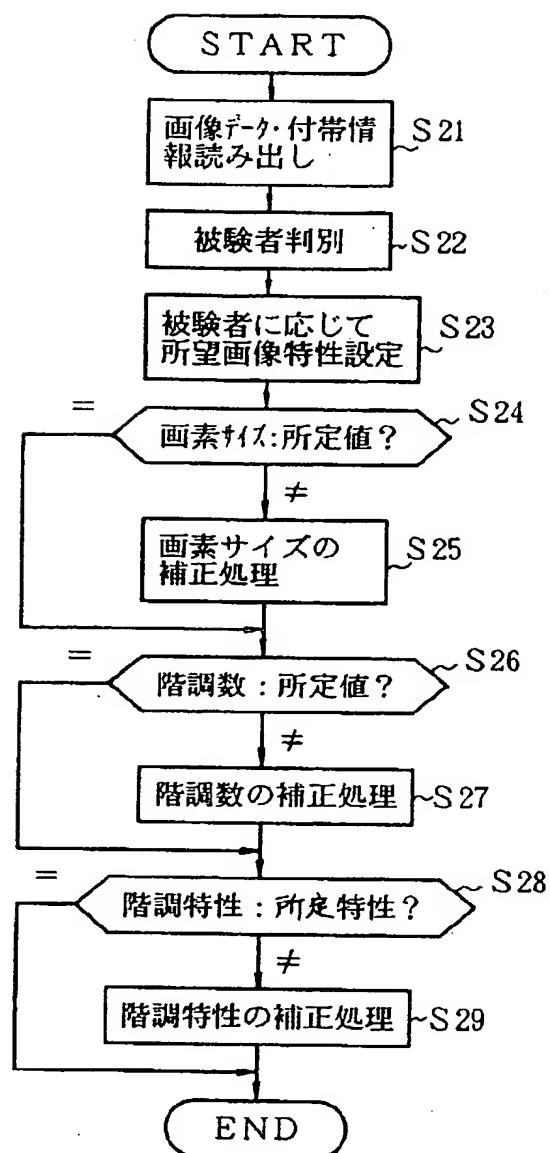 START
画像データ・付帯情
報読み出し
S21
被験者判別
S22
被験者に応じて
所望画像特性設定
S23
=
画素サイズ:所定値?
S24
≠
画素サイズの
補正処理
S25
=
階調数:所定値?
S26
≠
階調数の補正処理
S27
=
階調特性:所定特性?
S28
≠
階調特性の補正処理
S29
END